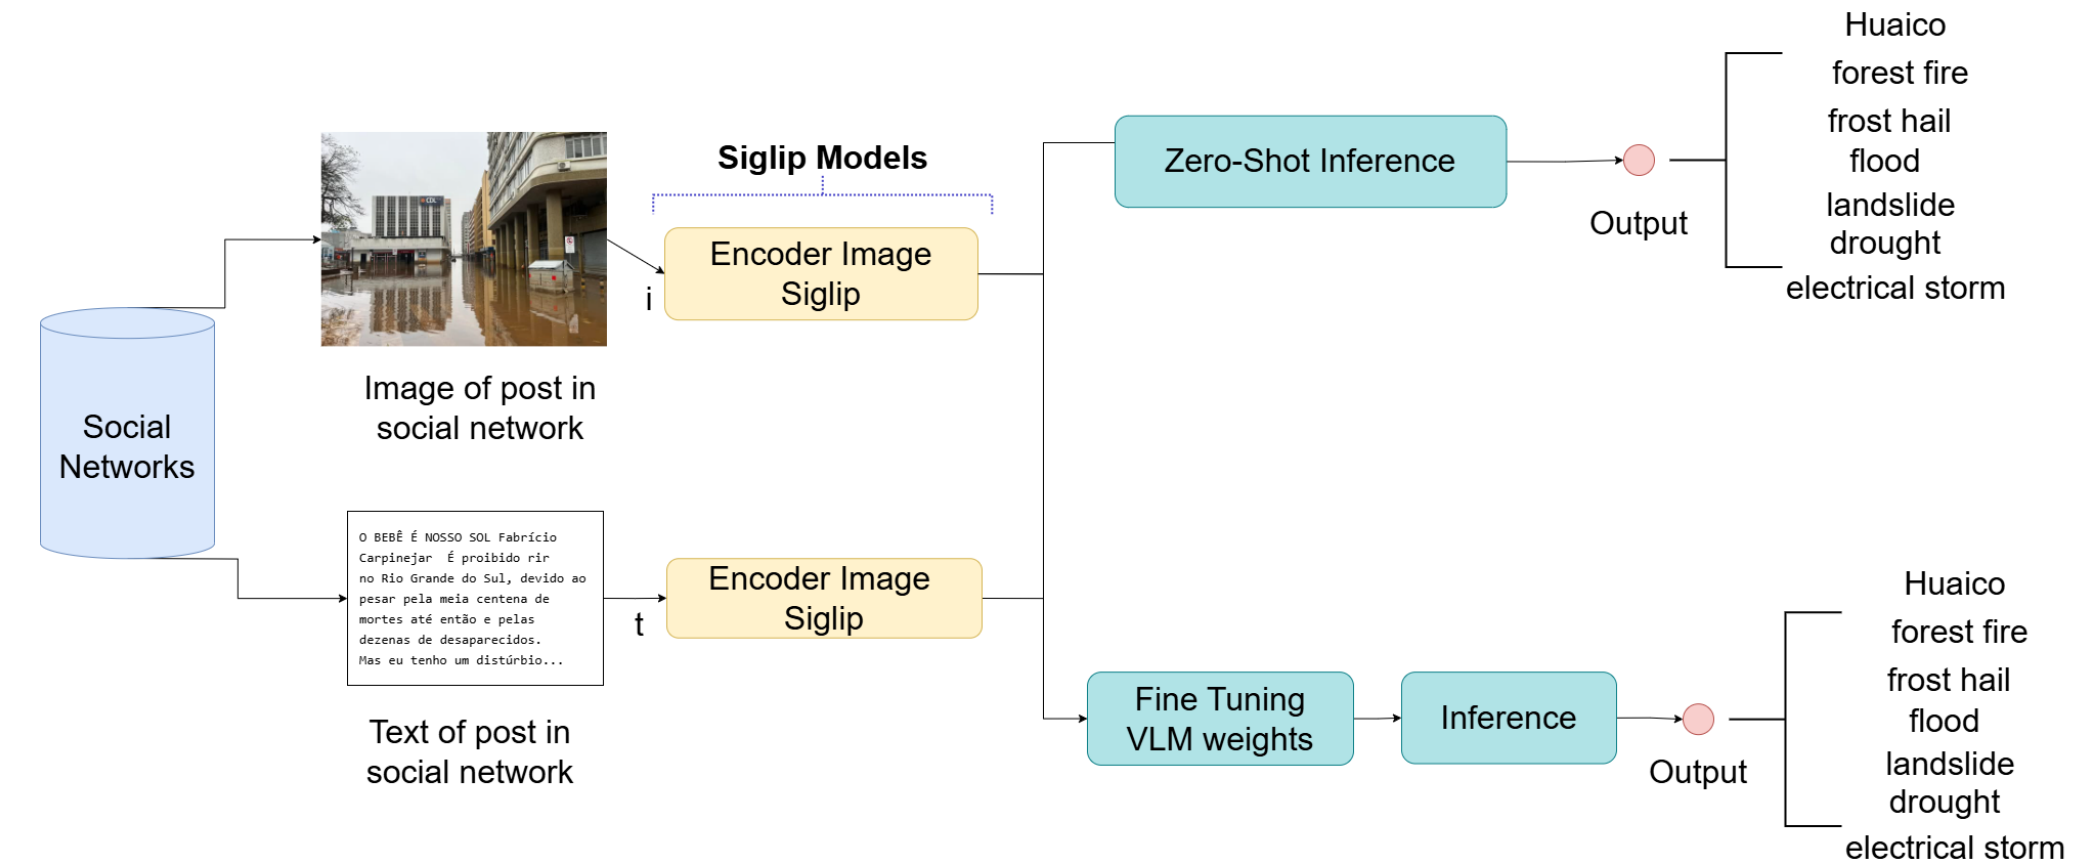 Social
Networks
Image of post in
social network
O BEBÊ É NOSSO SOL Fabrício
Carpinejar  É proibido rir
no Rio Grande do Sul, devido ao
pesar pela meia centena de
mortes até então e pelas
dezenas de desaparecidos.
Mas eu tenho um distúrbio...
Text of post in
social network
i
t
Siglip Models
Encoder Image
Siglip
Encoder Image
Siglip
Zero-Shot Inference
Output
Huaico
forest fire
frost hail
flood
landslide
drought
electrical storm
Fine Tuning
VLM weights
Inference
Output
Huaico
forest fire
frost hail
flood
landslide
drought
electrical storm